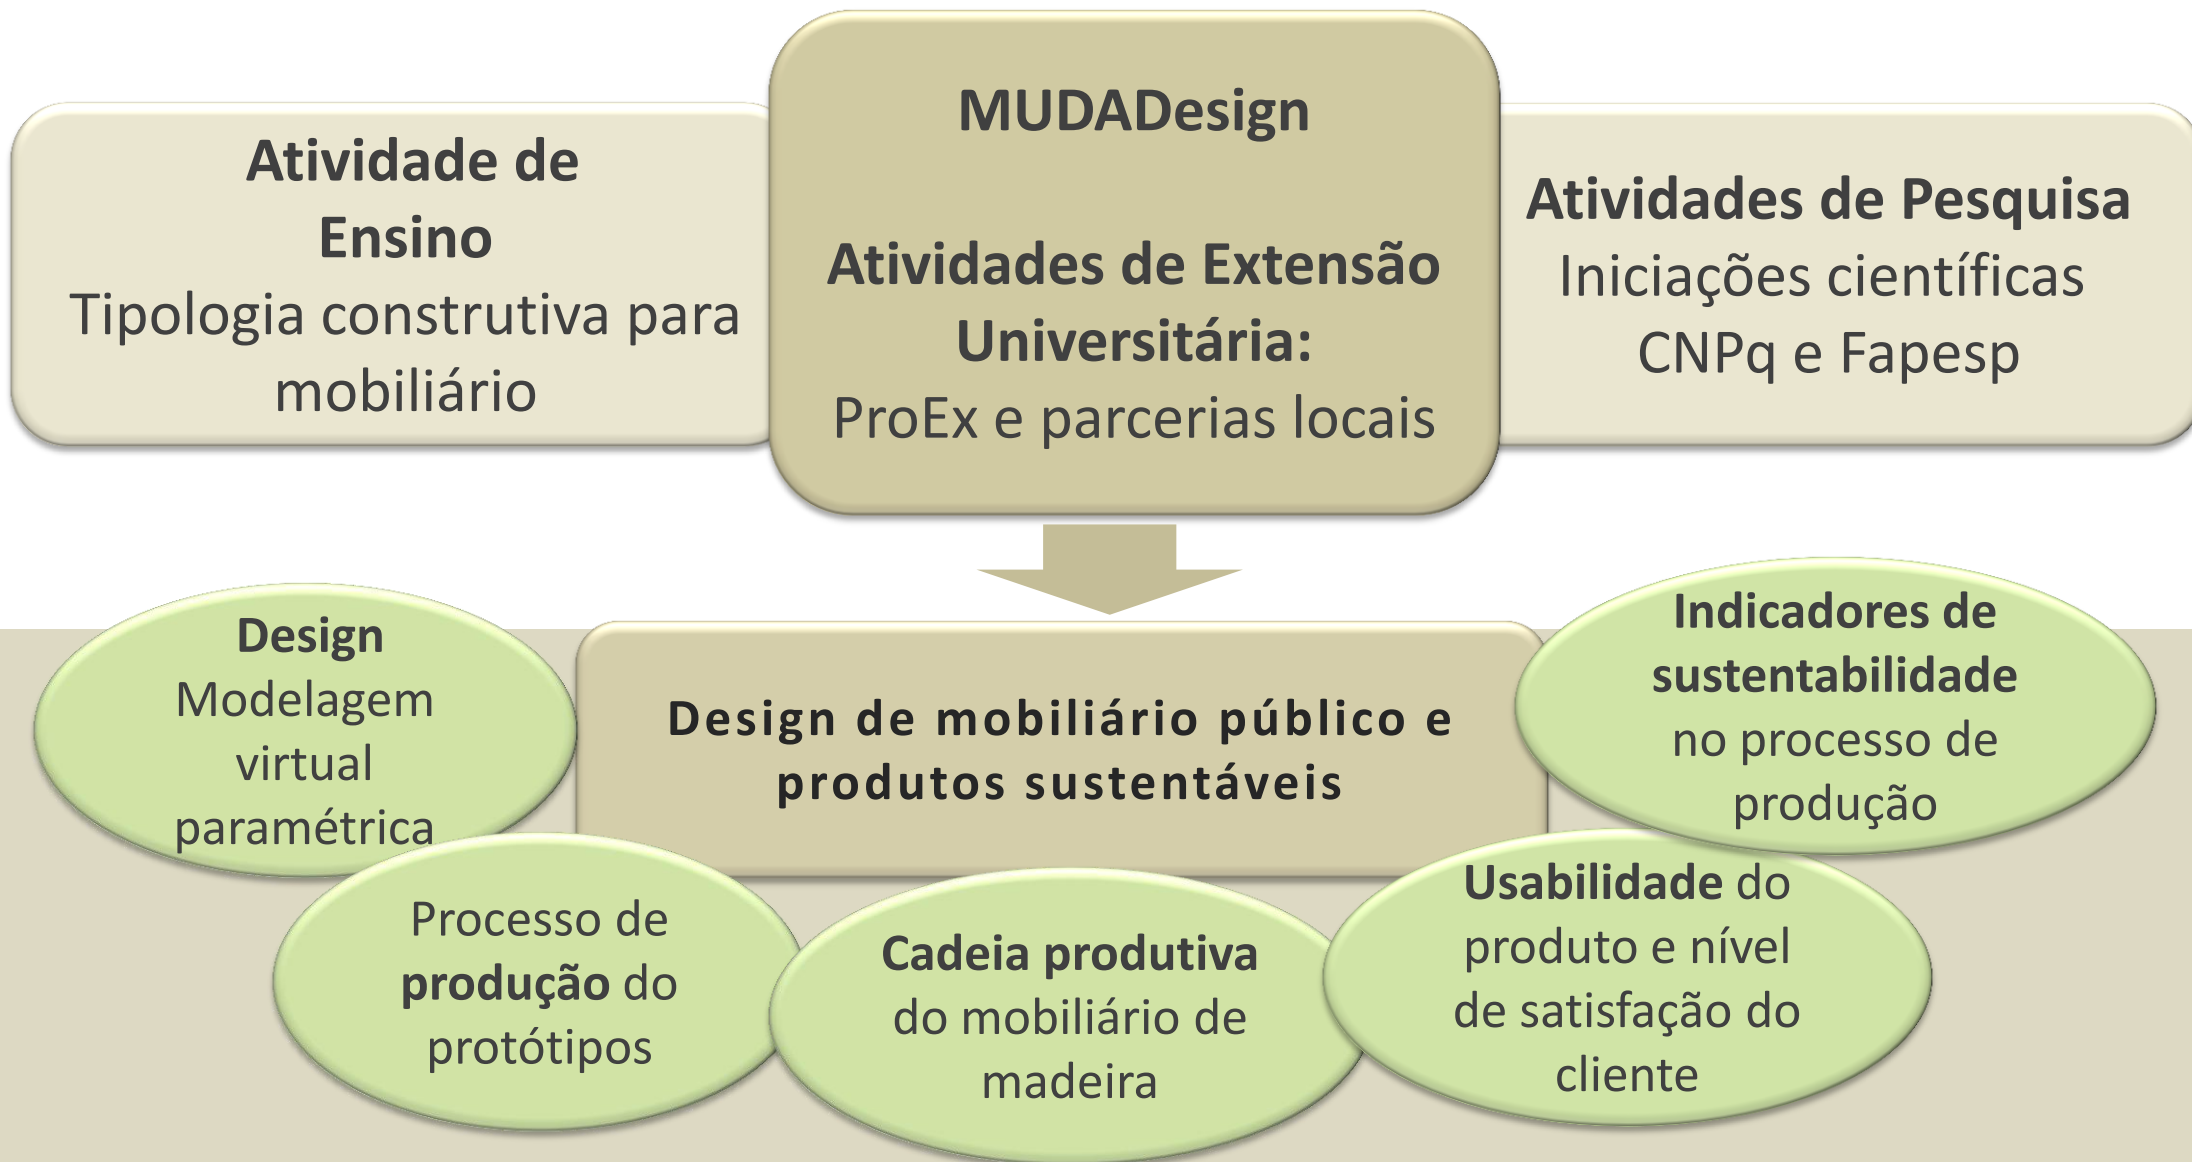 Atividade de
Ensino
Tipologia construtiva para
mobiliário
MUDADesign
Atividades de Extensão
Universitária:
ProEx e parcerias locais
Atividades de Pesquisa
Iniciações científicas
CNPq e Fapesp
Design
Modelagem
virtual
paramétrica
Design de mobiliário público e
produtos sustentáveis
Indicadores de
sustentabilidade
no processo de
produção
Processo de
produção do
protótipos
Cadeia produtiva
do mobiliário de
madeira
Usabilidade do
produto e nível
de satisfação do
cliente